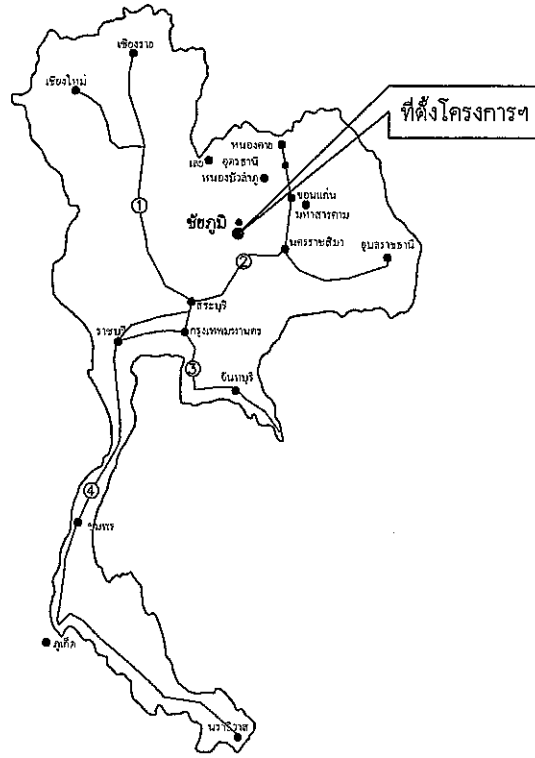 เชียงราย
เชียงใหม่
ที่ตั้งโครงการฯ
หนองคาย
เลย
อุดรธานี
หนองบัวลำภู
ขอนแก่น
มหาสารคาม
ชัยภูมิ
①
②
นครราชสีมา
อุบลราชธานี
สระบุรี
ราชบุรี
กรุงเทพมหานคร
③
จันทบุรี
④
ชุมพร
ภูเก็ต
นราธิวาส